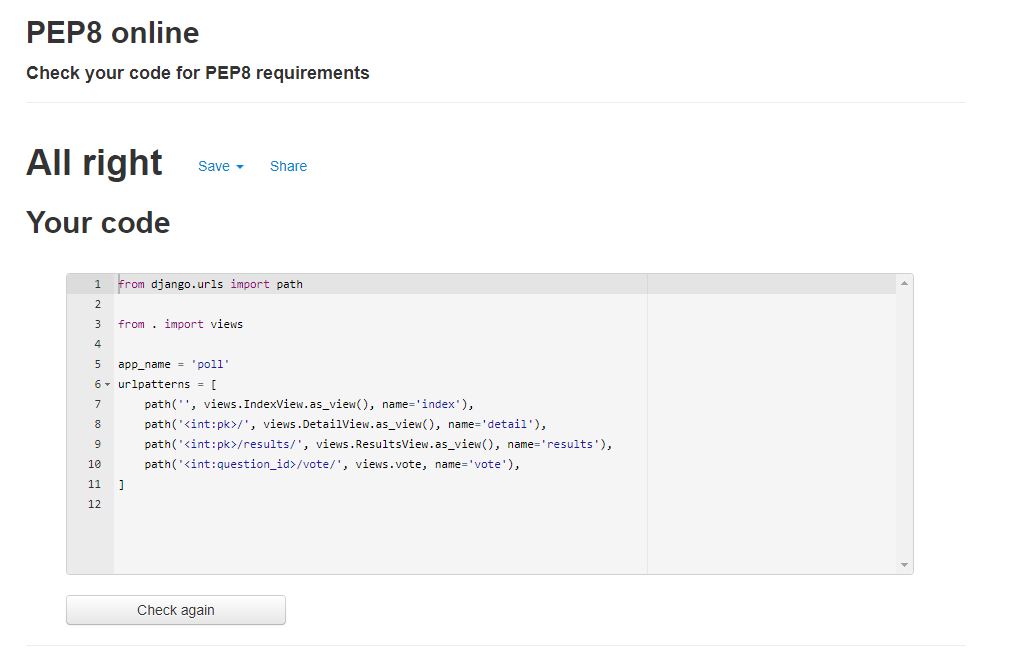 PEP8 online
Check your code for PEP8 requirements
All right Save Share
Your code
1 from django.urls import path
2
3 from . import views
4
5 app_name = 'poll'
6 urlpatterns = [
7     path('', views.IndexView.as_view(), name='index'),
8     path('<int:pk>/', views.DetailView.as_view(), name='detail'),
9     path('<int:pk>/results/', views.ResultsView.as_view(), name='results'),
10     path('<int:question_id>/vote/', views.vote, name='vote'),
11 ]
12
Check again